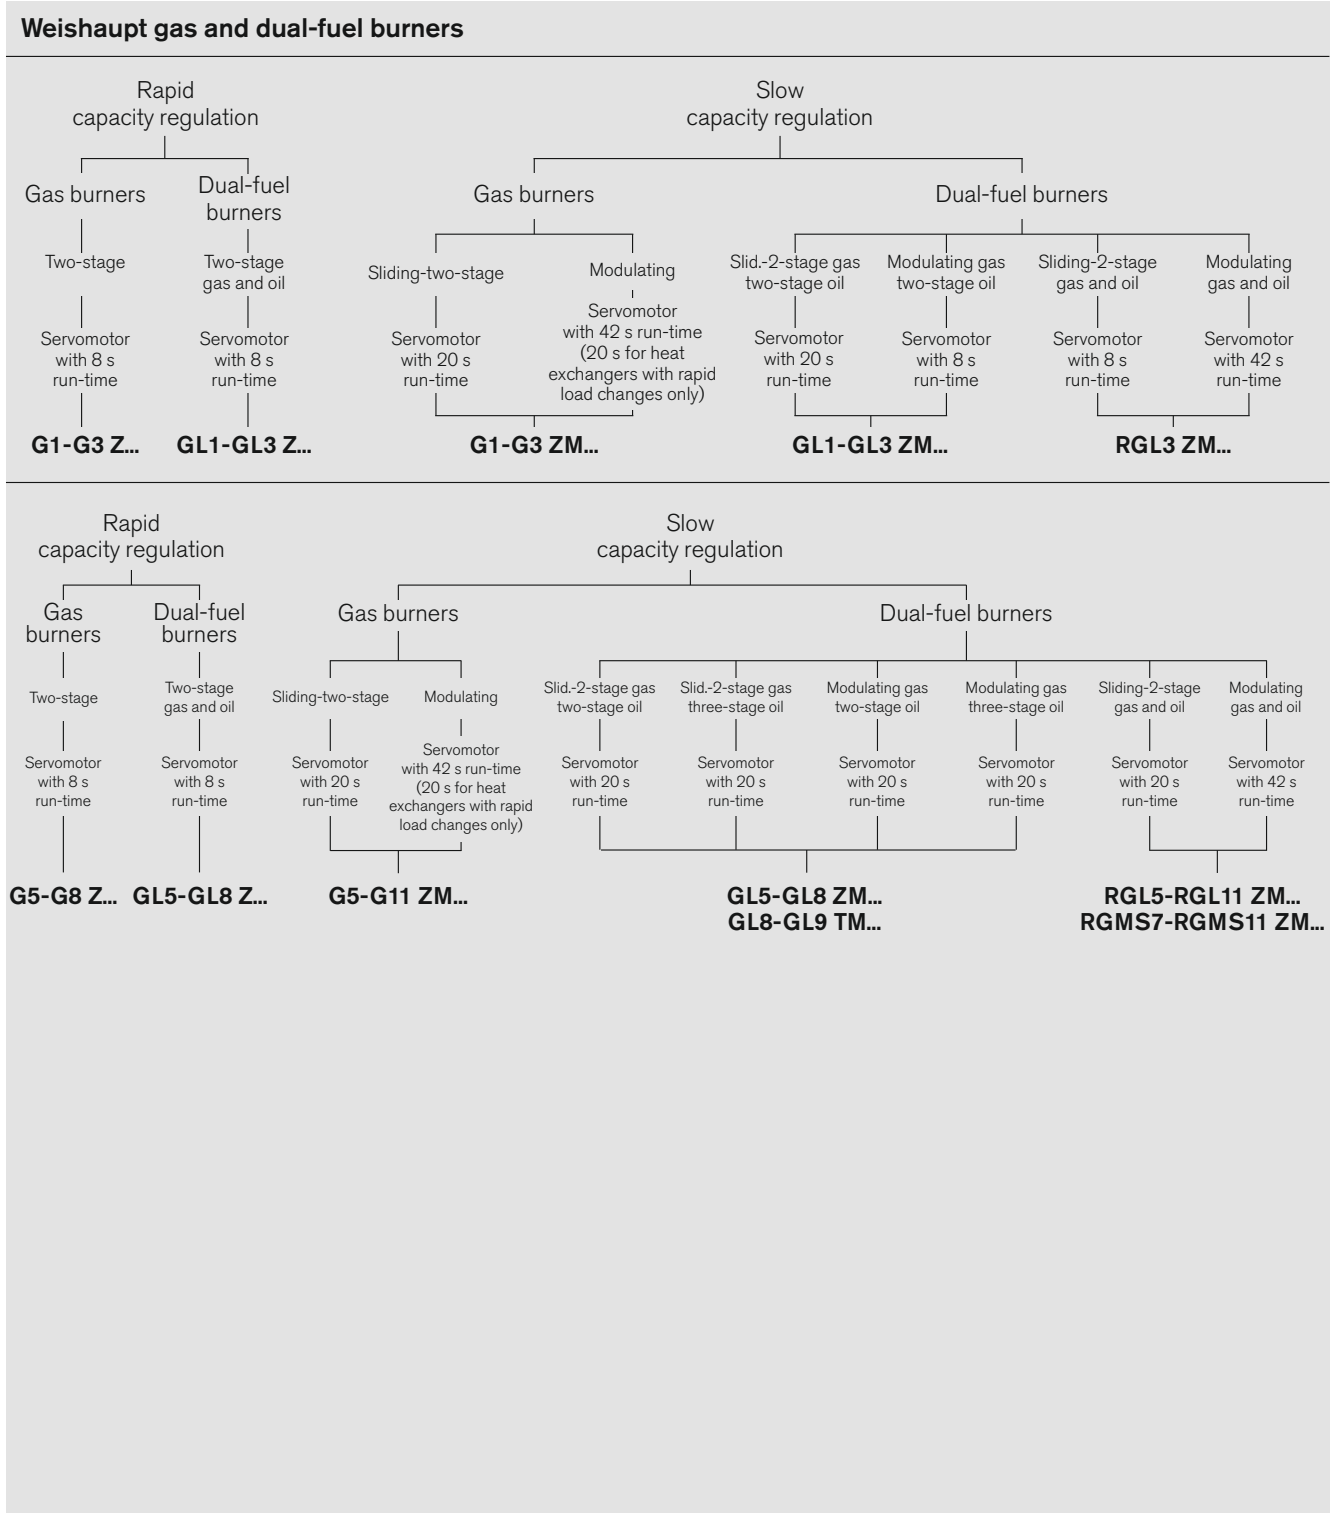 Weishaupt gas and dual-fuel burners
Rapid
capacity regulation
Slow
capacity regulation
Gas burners
Dual-fuel
burners
Gas burners
Dual-fuel burners
Two-stage
Two-stage
gas and oil
Sliding-two-stage
Modulating
Slid.-2-stage gas
two-stage oil
Modulating gas
two-stage oil
Sliding-2-stage
gas and oil
Modulating
gas and oil
Servomotor
with 8 s
run-time
Servomotor
with 8 s
run-time
Servomotor
with 20 s
run-time
Servomotor
with 42 s run-time
(20 s for heat
exchangers with rapid
load changes only)
Servomotor
with 20 s
run-time
Servomotor
with 8 s
run-time
Servomotor
with 8 s
run-time
Servomotor
with 42 s
run-time
G1-G3 Z...
GL1-GL3 Z...
G1-G3 ZM...
GL1-GL3 ZM...
RGL3 ZM...
Rapid
capacity regulation
Slow
capacity regulation
Gas
burners
Dual-fuel
burners
Gas burners
Dual-fuel burners
Two-stage
Two-stage
gas and oil
Sliding-two-stage
Modulating
Slid.-2-stage gas
two-stage oil
Slid.-2-stage gas
three-stage oil
Modulating gas
two-stage oil
Modulating gas
three-stage oil
Sliding-2-stage
gas and oil
Modulating
gas and oil
Servomotor
with 8 s
run-time
Servomotor
with 8 s
run-time
Servomotor
with 20 s
run-time
Servomotor
with 42 s run-time
(20 s for heat
exchangers with rapid
load changes only)
Servomotor
with 20 s
run-time
Servomotor
with 20 s
run-time
Servomotor
with 20 s
run-time
Servomotor
with 20 s
run-time
Servomotor
with 20 s
run-time
Servomotor
with 42 s
run-time
G5-G8 Z...
GL5-GL8 Z...
G5-G11 ZM...
GL5-GL8 ZM...
GL8-GL9 TM...
RGL5-RGL11 ZM...
RGMS7-RGMS11 ZM...